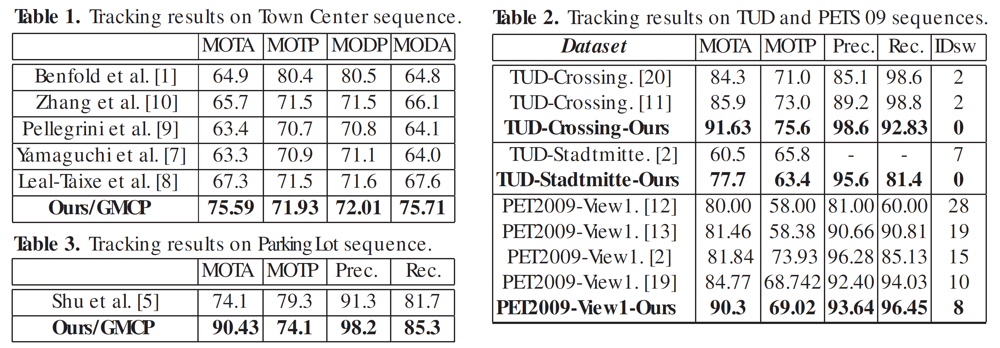 Table 1. Tracking results on Town Center sequence.
MOTA MOTP MODP MODA
Benfold et al. [1] 64.9 80.4 80.5 64.8
Zhang et al. [10] 65.7 71.5 71.5 66.1
Pellegrini et al. [9] 63.4 70.7 70.8 64.1
Yamaguchi et al. [7] 63.3 70.9 71.1 64.0
Leal-Taixe et al. [8] 67.3 71.5 71.6 67.6
Ours/GMCP 75.59 71.93 72.01 75.71
Table 3. Tracking results on Parking Lot sequence.
MOTA MOTP Prec. Rec.
Shu et al. [5] 74.1 79.3 91.3 81.7
Ours/GMCP 90.43 74.1 98.2 85.3
Table 2. Tracking results on TUD and PETS 09 sequences.
Dataset MOTA MOTP Prec. Rec. IDsw
TUD-Crossing. [20] 84.3 71.0 85.1 98.6 2
TUD-Crossing. [11] 85.9 73.0 89.2 98.8 2
TUD-Crossing-Ours 91.63 75.6 98.6 92.83 0
TUD-Stadtmitte. [2] 60.5 65.8 - - 7
TUD-Stadtmitte-Ours 77.7 63.4 95.6 81.4 0
PET2009-View1. [12] 80.00 58.00 81.00 60.00 28
PET2009-View1. [13] 81.46 58.38 90.66 90.81 19
PET2009-View1. [2] 81.84 73.93 96.28 85.13 15
PET2009-View1. [19] 84.77 68.742 92.40 94.03 10
PET2009-View1-Ours 90.3 69.02 93.64 96.45 8